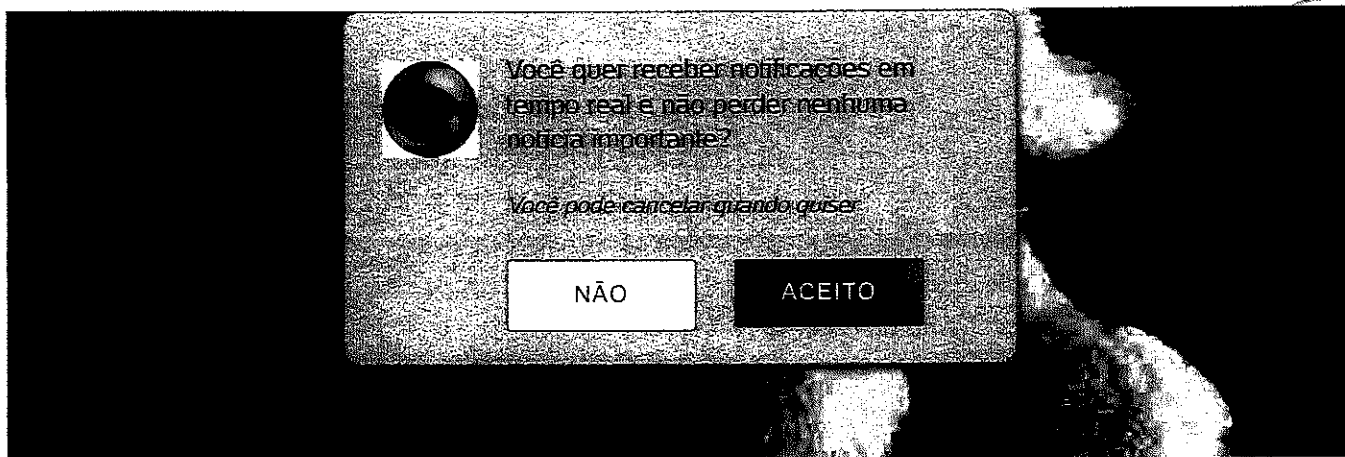 Você quer receber notificações em
tempo real e não perder nenhuma
notícia importante?
Você pode cancelar quando quiser
NÃO
ACEITO